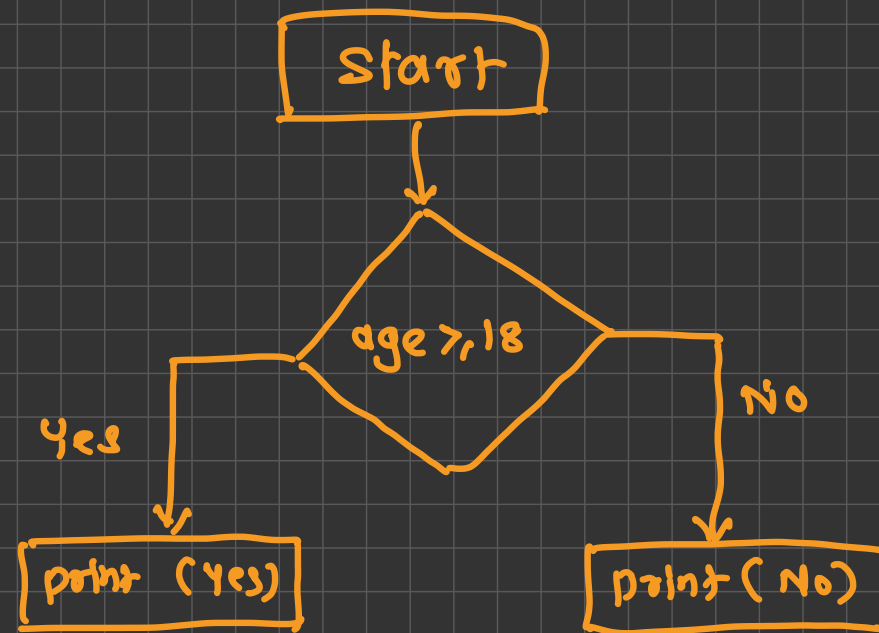 Start
age ⩾ 18
Yes
No
print (Yes)
print (No)